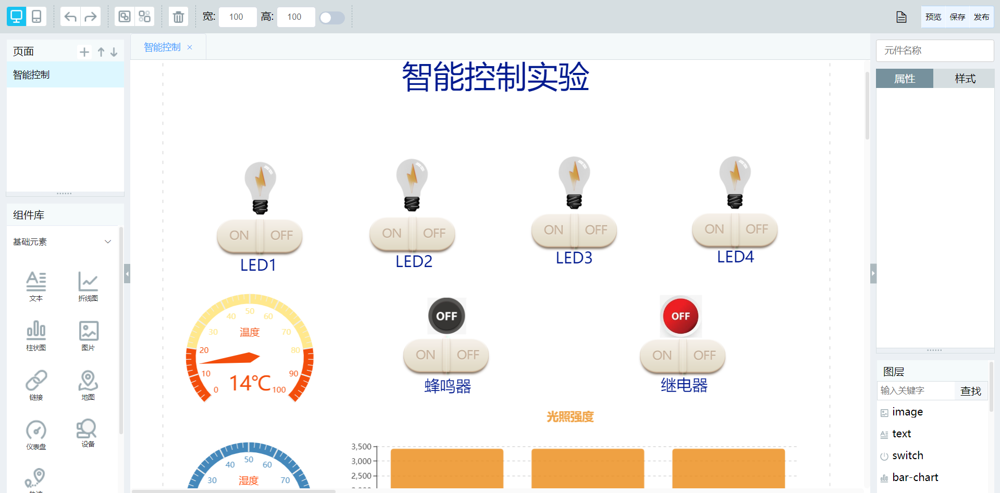 宽: 100 高: 100
预览 保存 发布
页面
智能控制
组件库
基础元素
文本 折线图
柱状图 图片
链接 地图
仪表盘 设备
智能控制 ×
智能控制实验
ON OFF
LED1
ON OFF
LED2
ON OFF
LED3
ON OFF
LED4
0 10 20 30 40 50 60 70 80 90 100
温度
14℃
OFF
ON OFF
蜂鸣器
OFF
ON OFF
继电器
30 40 50 60 70
湿度
光照强度
3,500
3,000
2,500
元件名称
属性 样式
图层
输入关键字 查找
image
text
switch
bar-chart